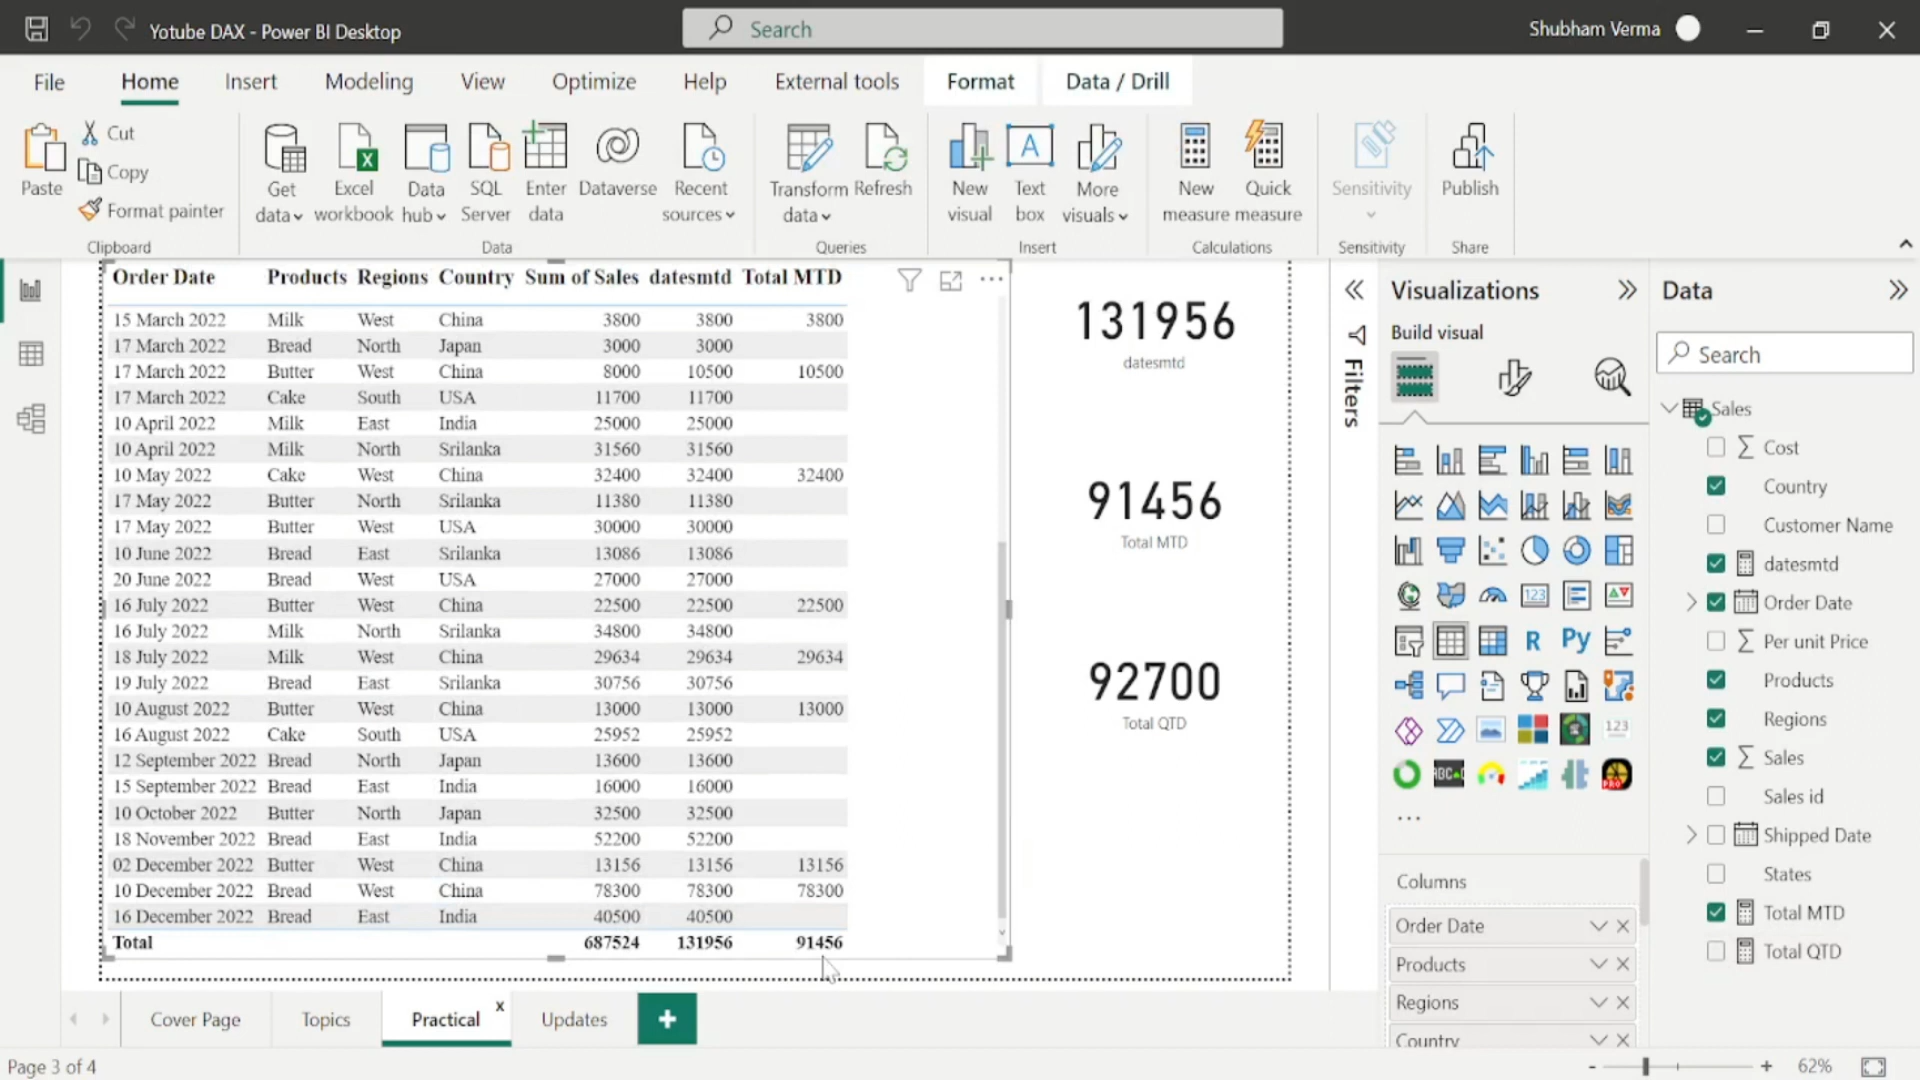 Yotube DAX - Power BI Desktop
Search
Shubham Verma
File
Home
Insert
Modeling
View
Optimize
Help
External tools
Format
Data / Drill
Paste
Cut
Copy
Format painter
Clipboard
Get data
Excel workbook
Data hub
SQL Server
Enter data
Dataverse
Recent sources
Data
Transform data
Refresh
Queries
New visual
Text box
More visuals
Insert
New measure
Quick measure
Calculations
Sensitivity
Sensitivity
Publish
Share
Order Date Products Regions Country Sum of Sales datesmtd Total MTD
15 March 2022 Milk West China 3800 3800 3800
17 March 2022 Bread North Japan 3000 3000
17 March 2022 Butter West China 8000 10500 10500
17 March 2022 Cake South USA 11700 11700
10 April 2022 Milk East India 25000 25000
10 April 2022 Milk North Srilanka 31560 31560
10 May 2022 Cake West China 32400 32400 32400
17 May 2022 Butter North Srilanka 11380 11380
17 May 2022 Butter West USA 30000 30000
10 June 2022 Bread East Srilanka 13086 13086
20 June 2022 Bread West USA 27000 27000
16 July 2022 Butter West China 22500 22500 22500
16 July 2022 Milk North Srilanka 34800 34800
18 July 2022 Milk West China 29634 29634 29634
19 July 2022 Bread East Srilanka 30756 30756
10 August 2022 Butter West China 13000 13000 13000
16 August 2022 Cake South USA 25952 25952
12 September 2022 Bread North Japan 13600 13600
15 September 2022 Bread East India 16000 16000
10 October 2022 Butter North Japan 32500 32500
18 November 2022 Bread East India 52200 52200
02 December 2022 Butter West China 13156 13156 13156
10 December 2022 Bread West China 78300 78300 78300
16 December 2022 Bread East India 40500 40500
Total 687524 131956 91456
131956
datesmtd
91456
Total MTD
92700
Total QTD
Filters
Visualizations
Build visual
123
R
Py
123
ABC
PRO
...
Columns
Order Date
Products
Regions
Country
Data
Search
Sales
Cost
Country
Customer Name
datesmtd
Order Date
Per unit Price
Products
Regions
Sales
Sales id
Shipped Date
States
Total MTD
Total QTD
Cover Page
Topics
Practical
Updates
Page 3 of 4
62%